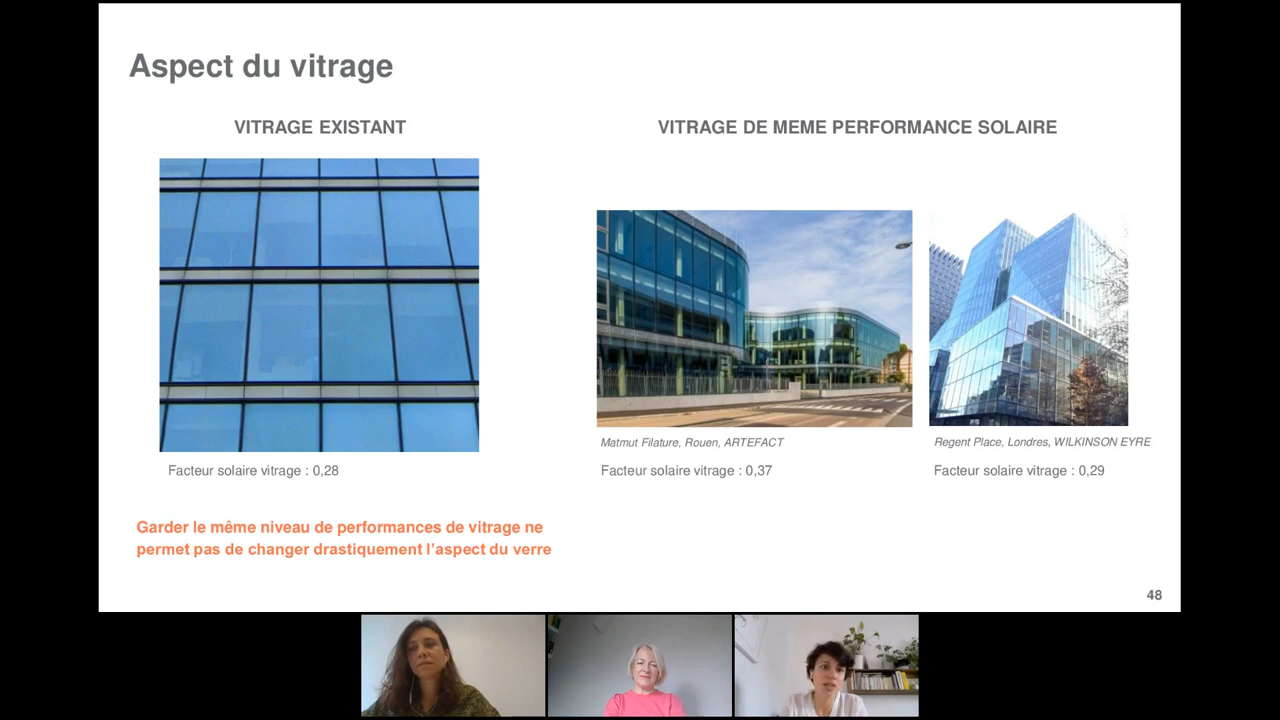 Aspect du vitrage
VITRAGE EXISTANT
VITRAGE DE MEME PERFORMANCE SOLAIRE
Matmut Filature, Rouen, ARTEFACT
Regent Place, Londres, WILKINSON EYRE
Facteur solaire vitrage : 0,28
Facteur solaire vitrage : 0,37
Facteur solaire vitrage : 0,29
Garder le même niveau de performances de vitrage ne
permet pas de changer drastiquement l'aspect du verre
48